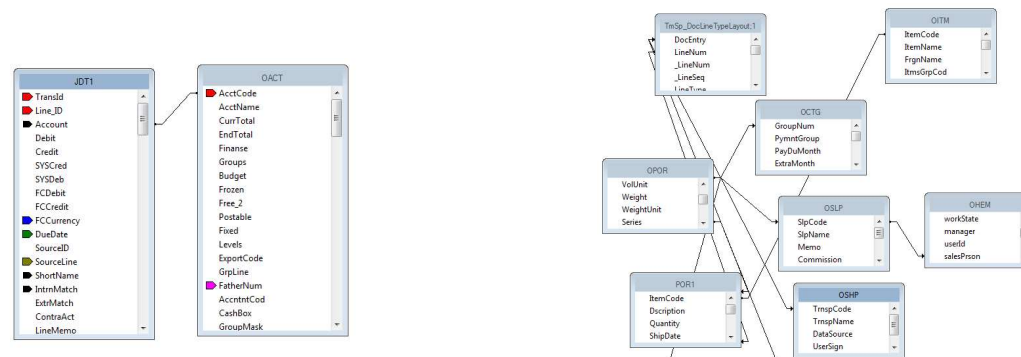 JDT1
TransId
Line_ID
Account
Debit
Credit
SYSCred
SYSDeb
FCDebit
FCCredit
FCCurrency
DueDate
SourceID
SourceLine
ShortName
IntrnMatch
ExtrMatch
ContraAct
LineMemo
OACT
AcctCode
AcctName
CurrTotal
EndTotal
Finanse
Groups
Budget
Frozen
Free_2
Postable
Fixed
Levels
ExportCode
GrpLine
FatherNum
AccntntCod
CashBox
GroupMask
TmSp_DocLineTypeLayout:1
DocEntry
LineNum
_LineNum
_LineSeq
LineType
OITM
ItemCode
ItemName
FrgnName
ItmsGrpCod
OCTG
GroupNum
PymntGroup
PayDuMonth
ExtraMonth
OPOR
VolUnit
Weight
WeightUnit
Series
OSLP
SlpCode
SlpName
Memo
Commission
OHEM
workState
manager
userId
salesPrson
POR1
ItemCode
Dscription
Quantity
ShipDate
OSHP
TrnspCode
TrnspName
DataSource
UserSign